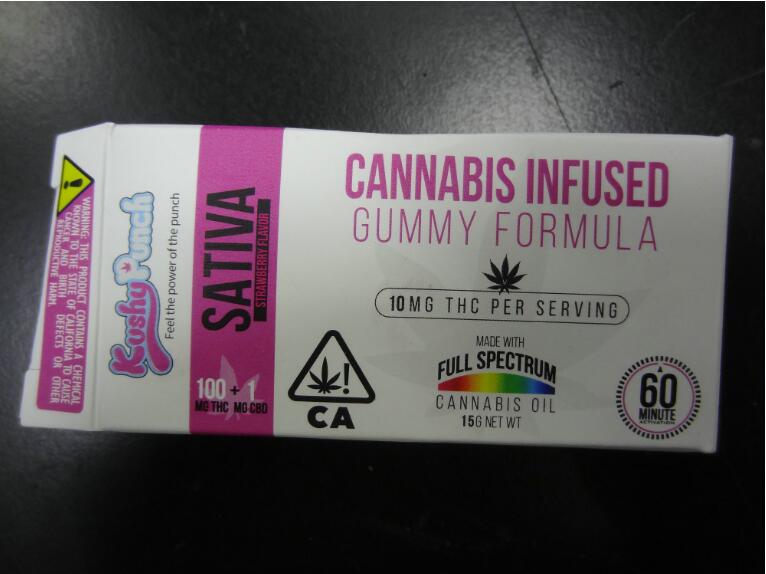 WARNING: THIS PRODUCT CONTAINS A CHEMICAL
KNOWN TO THE STATE OF CALIFORNIA TO CAUSE
CANCER AND BIRTH DEFECTS OR OTHER
REPRODUCTIVE HARM.
Kushy Punch
Feel the power of the punch
SATIVA
STRAWBERRY FLAVOR
100 + 1
MG THC MG CBD
CANNABIS INFUSED
GUMMY FORMULA
10MG THC PER SERVING
!
CA
MADE WITH
FULL SPECTRUM
CANNABIS OIL
15G NET WT
60
MINUTE
ACTIVATION